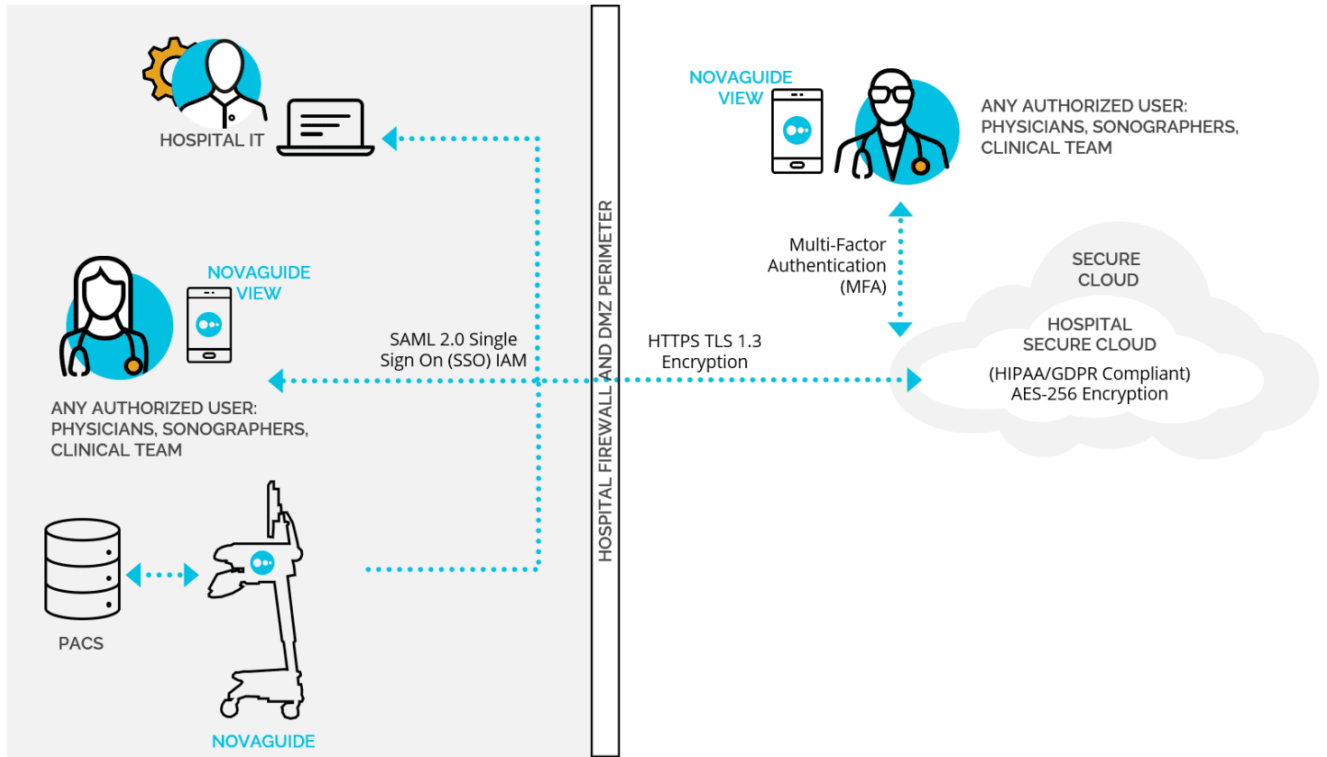 HOSPITAL IT
NOVAGUIDE
VIEW
ANY AUTHORIZED USER:
PHYSICIANS, SONOGRAPHERS,
CLINICAL TEAM
SAML 2.0 Single
Sign On (SSO) IAM
PACS
NOVAGUIDE
HOSPITAL FIREWALL AND DMZ PERIMETER
NOVAGUIDE
VIEW
ANY AUTHORIZED USER:
PHYSICIANS, SONOGRAPHERS,
CLINICAL TEAM
Multi-Factor
Authentication
(MFA)
HTTPS TLS 1.3
Encryption
SECURE
CLOUD
HOSPITAL
SECURE CLOUD
(HIPAA/GDPR Compliant)
AES-256 Encryption